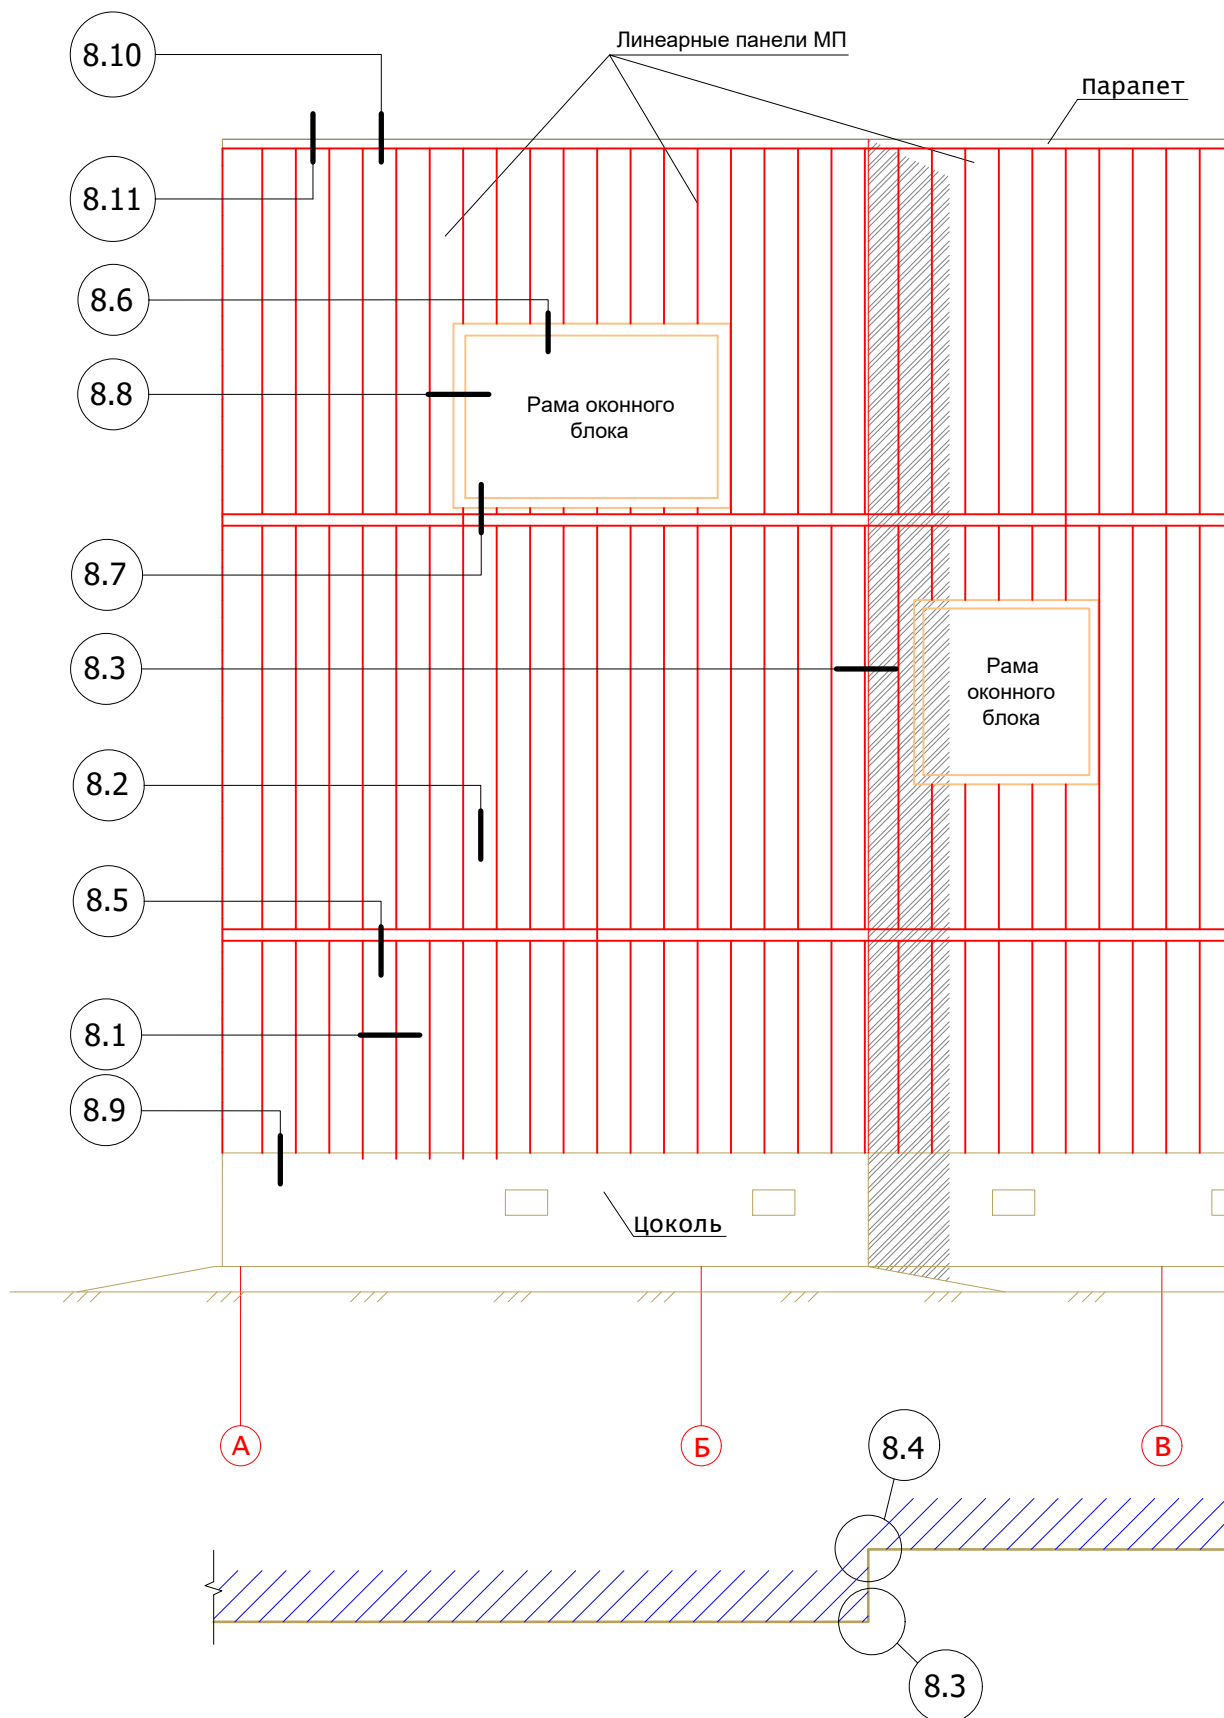 8.10
Линеарные панели МП
Парапет
8.11
8.6
8.8
Рама оконного
блока
8.7
8.3
Рама
оконного
блока
8.2
8.5
8.1
8.9
Цоколь
А
Б
В
8.4
8.3